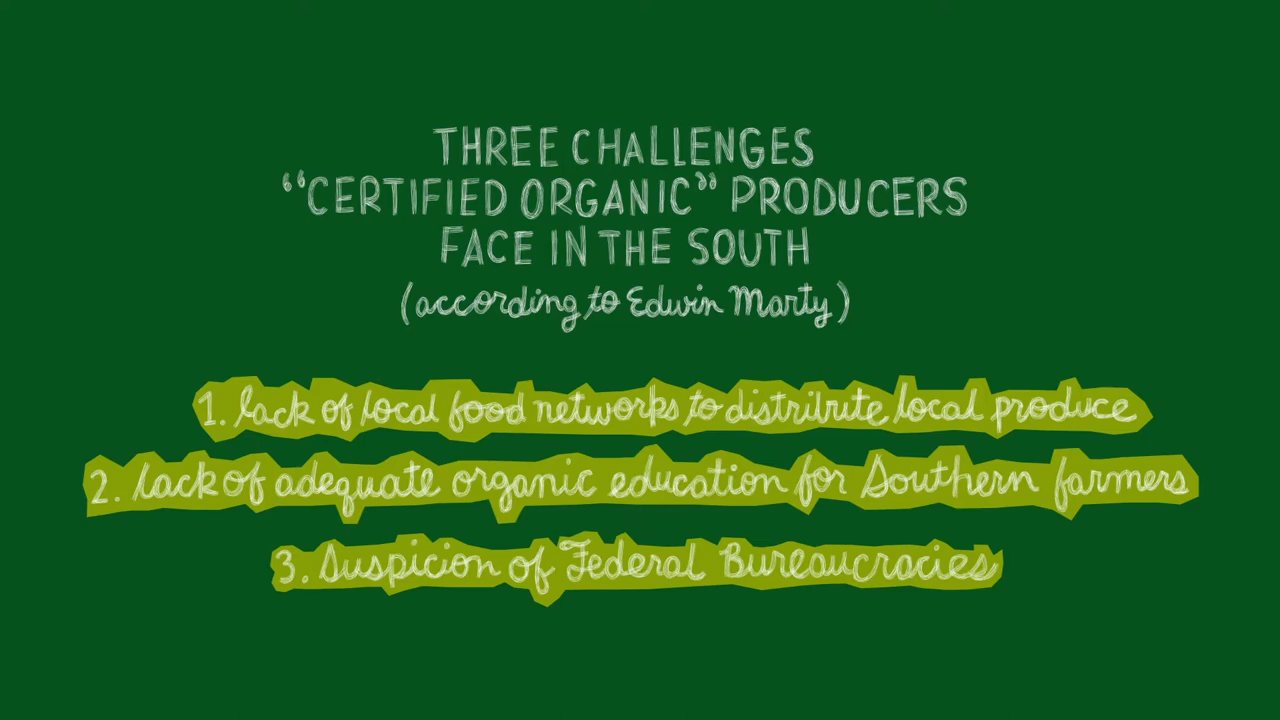 THREE CHALLENGES
“CERTIFIED ORGANIC” PRODUCERS
FACE IN THE SOUTH
(according to Edwin Marty)
1. lack of local food networks to distribute local produce
2. lack of adequate organic education for Southern farmers
3. Suspicion of Federal Bureaucracies